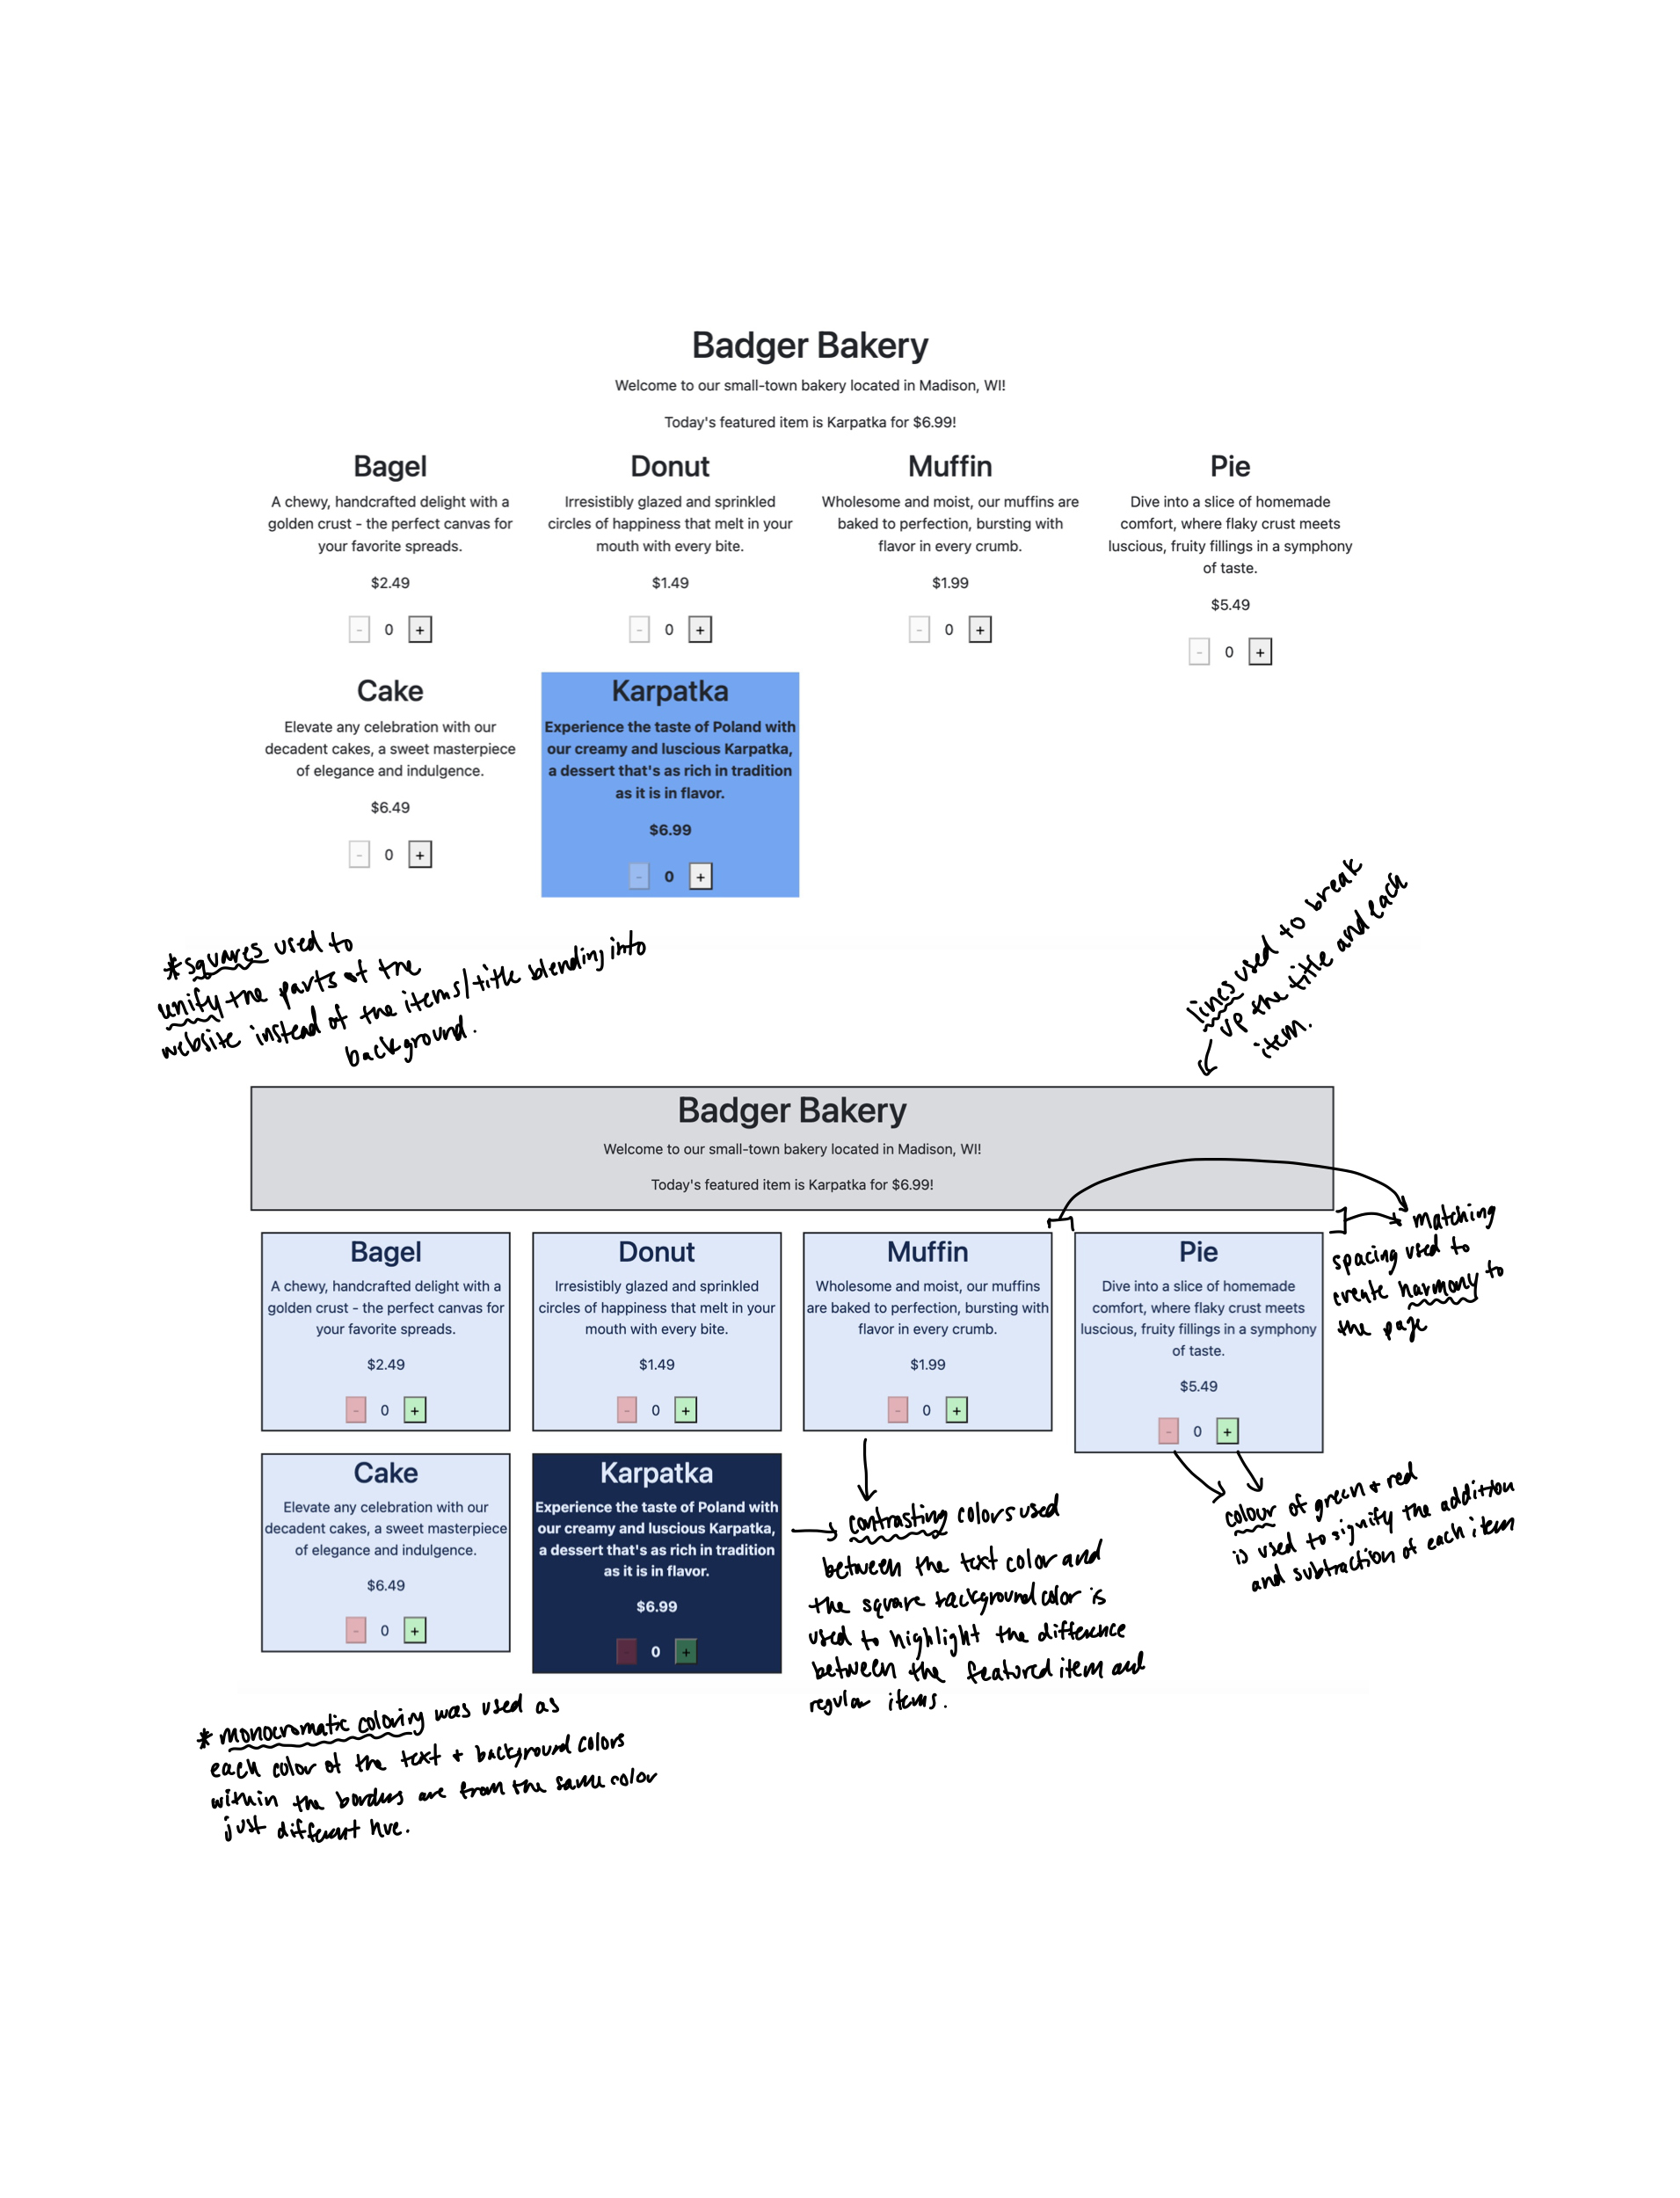 Badger Bakery
Welcome to our small-town bakery located in Madison, WI!
Today's featured item is Karpatka for $6.99!
Bagel
A chewy, handcrafted delight with a
golden crust - the perfect canvas for
your favorite spreads.
$2.49
- 0 +
Donut
Irresistibly glazed and sprinkled
circles of happiness that melt in your
mouth with every bite.
$1.49
- 0 +
Muffin
Wholesome and moist, our muffins are
baked to perfection, bursting with
flavor in every crumb.
$1.99
- 0 +
Pie
Dive into a slice of homemade
comfort, where flaky crust meets
luscious, fruity fillings in a symphony
of taste.
$5.49
- 0 +
Cake
Elevate any celebration with our
decadent cakes, a sweet masterpiece
of elegance and indulgence.
$6.49
- 0 +
Karpatka
Experience the taste of Poland with
our creamy and luscious Karpatka,
a dessert that's as rich in tradition
as it is in flavor.
$6.99
- 0 +
*squares used to
unify the parts of the
website instead of the items/title blending into
background.
lines used to break
up the title and each
item.
Badger Bakery
Welcome to our small-town bakery located in Madison, WI!
Today's featured item is Karpatka for $6.99!
matching
spacing used to
create harmony to
the page
Bagel
A chewy, handcrafted delight with a
golden crust - the perfect canvas for
your favorite spreads.
$2.49
- 0 +
Donut
Irresistibly glazed and sprinkled
circles of happiness that melt in your
mouth with every bite.
$1.49
- 0 +
Muffin
Wholesome and moist, our muffins
are baked to perfection, bursting with
flavor in every crumb.
$1.99
- 0 +
Pie
Dive into a slice of homemade
comfort, where flaky crust meets
luscious, fruity fillings in a symphony
of taste.
$5.49
- 0 +
Cake
Elevate any celebration with our
decadent cakes, a sweet masterpiece
of elegance and indulgence.
$6.49
- 0 +
Karpatka
Experience the taste of Poland with
our creamy and luscious Karpatka,
a dessert that's as rich in tradition
as it is in flavor.
$6.99
- 0 +
contrasting colors used
between the text color and
the square background color is
used to highlight the difference
between the featured item and
regular items.
colour of green + red
is used to signify the addition
and subtraction of each item
* monocromatic coloring was used as
each color of the text + background colors
within the borders are from the same color
just different hue.